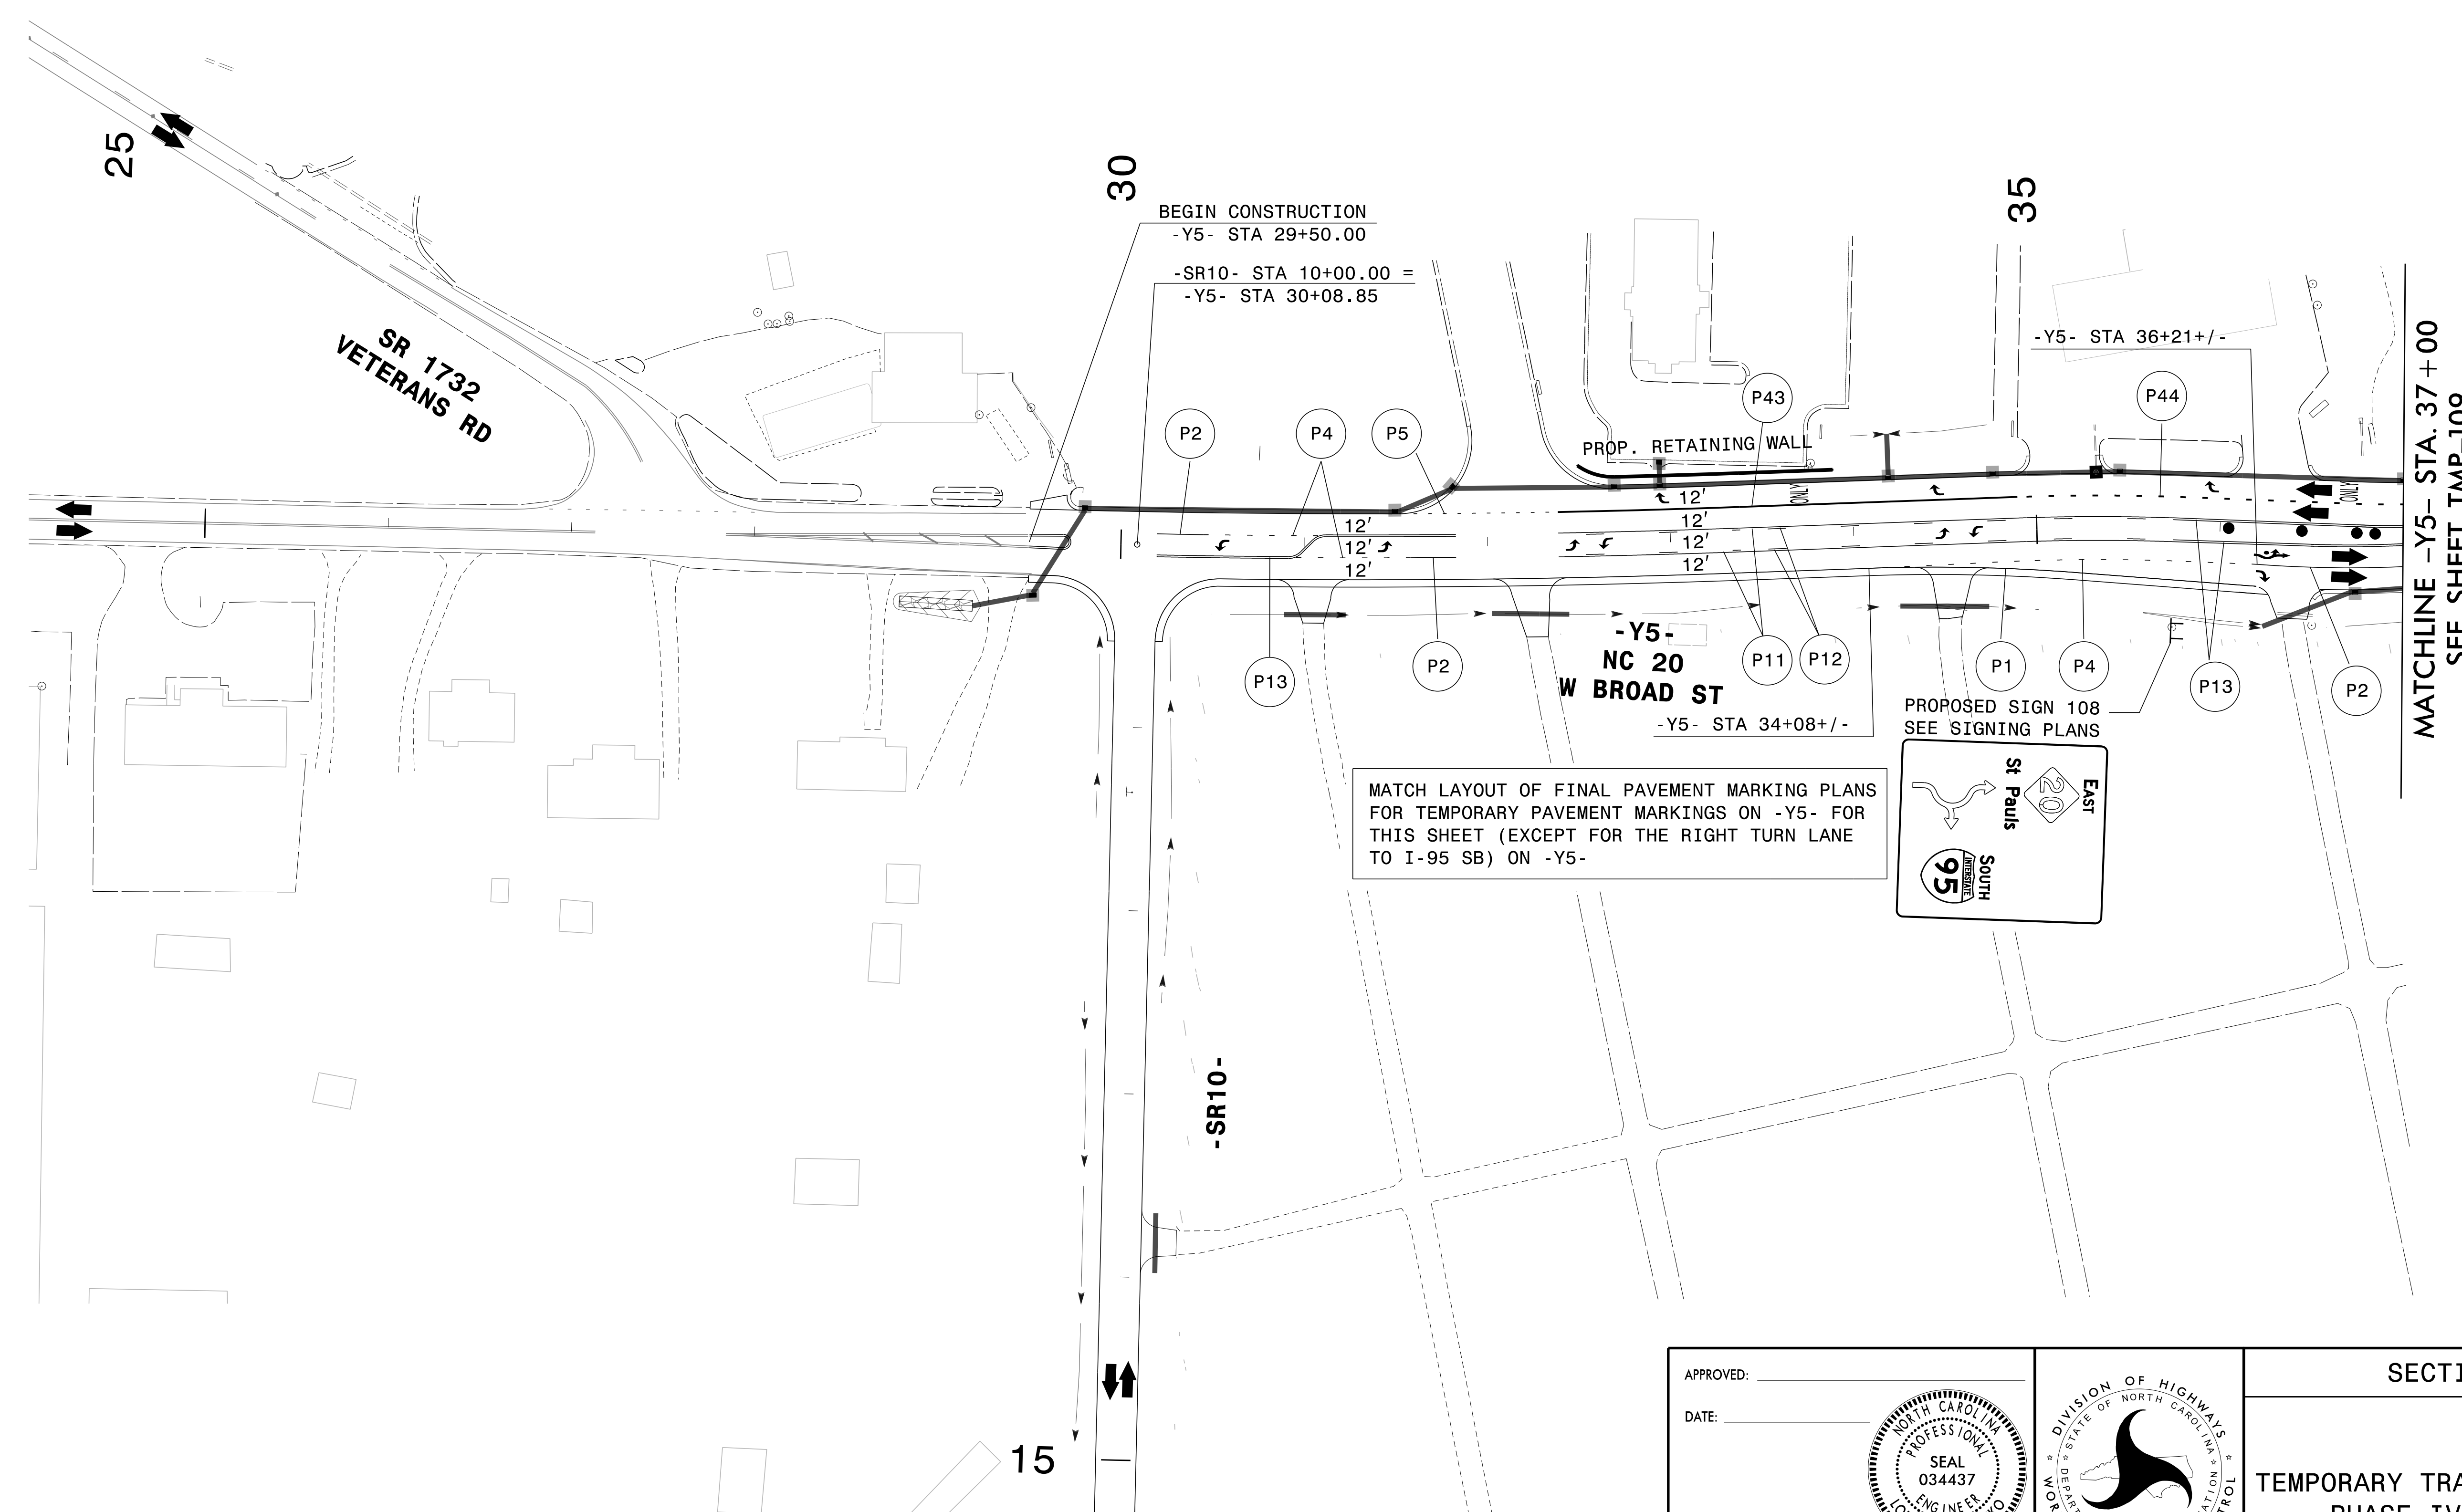 25
30
35
BEGIN CONSTRUCTION
-Y5- STA 29+50.00
-SR10- STA 10+00.00 =
-Y5- STA 30+08.85
SR 1732
VETERANS RD
-Y5- STA 36+21+/-
P2
P4
P5
P43
P44
PROP. RETAINING WALL
ONLY
ONLY
12'
12'
12'
12'
12'
12'
12'
MATCHLINE -Y5- STA. 37+00
SEE SHEET TMP-109
P13
P2
-Y5-
NC 20
W BROAD ST
P11
P12
P1
P4
P13
P2
-Y5- STA 34+08+/-
PROPOSED SIGN 108
SEE SIGNING PLANS
EAST
20
St Pauls
SOUTH
INTERSTATE
95
MATCH LAYOUT OF FINAL PAVEMENT MARKING PLANS
FOR TEMPORARY PAVEMENT MARKINGS ON -Y5- FOR
THIS SHEET (EXCEPT FOR THE RIGHT TURN LANE
TO I-95 SB) ON -Y5-
-SR10-
15
APPROVED:
DATE:
NORTH CAROLINA
PROFESSIONAL
SEAL
034437
ENGINEER
DIVISION OF HIGHWAYS
STATE OF NORTH CAROLINA
SECTI
TEMPORARY TRA